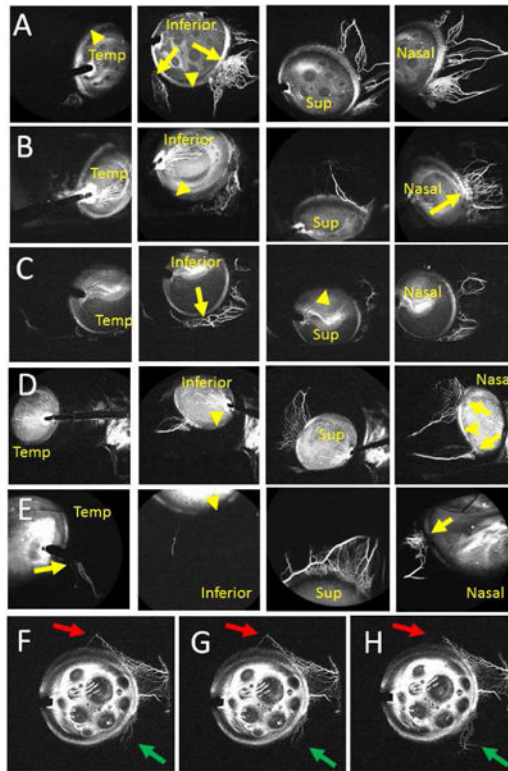 A
Temp
Inferior
Sup
Nasal
B
Temp
Inferior
Sup
Nasal
C
Temp
Inferior
Sup
Nasal
D
Temp
Inferior
Sup
Nasa
E
Temp
Inferior
Sup
Nasal
F
G
H